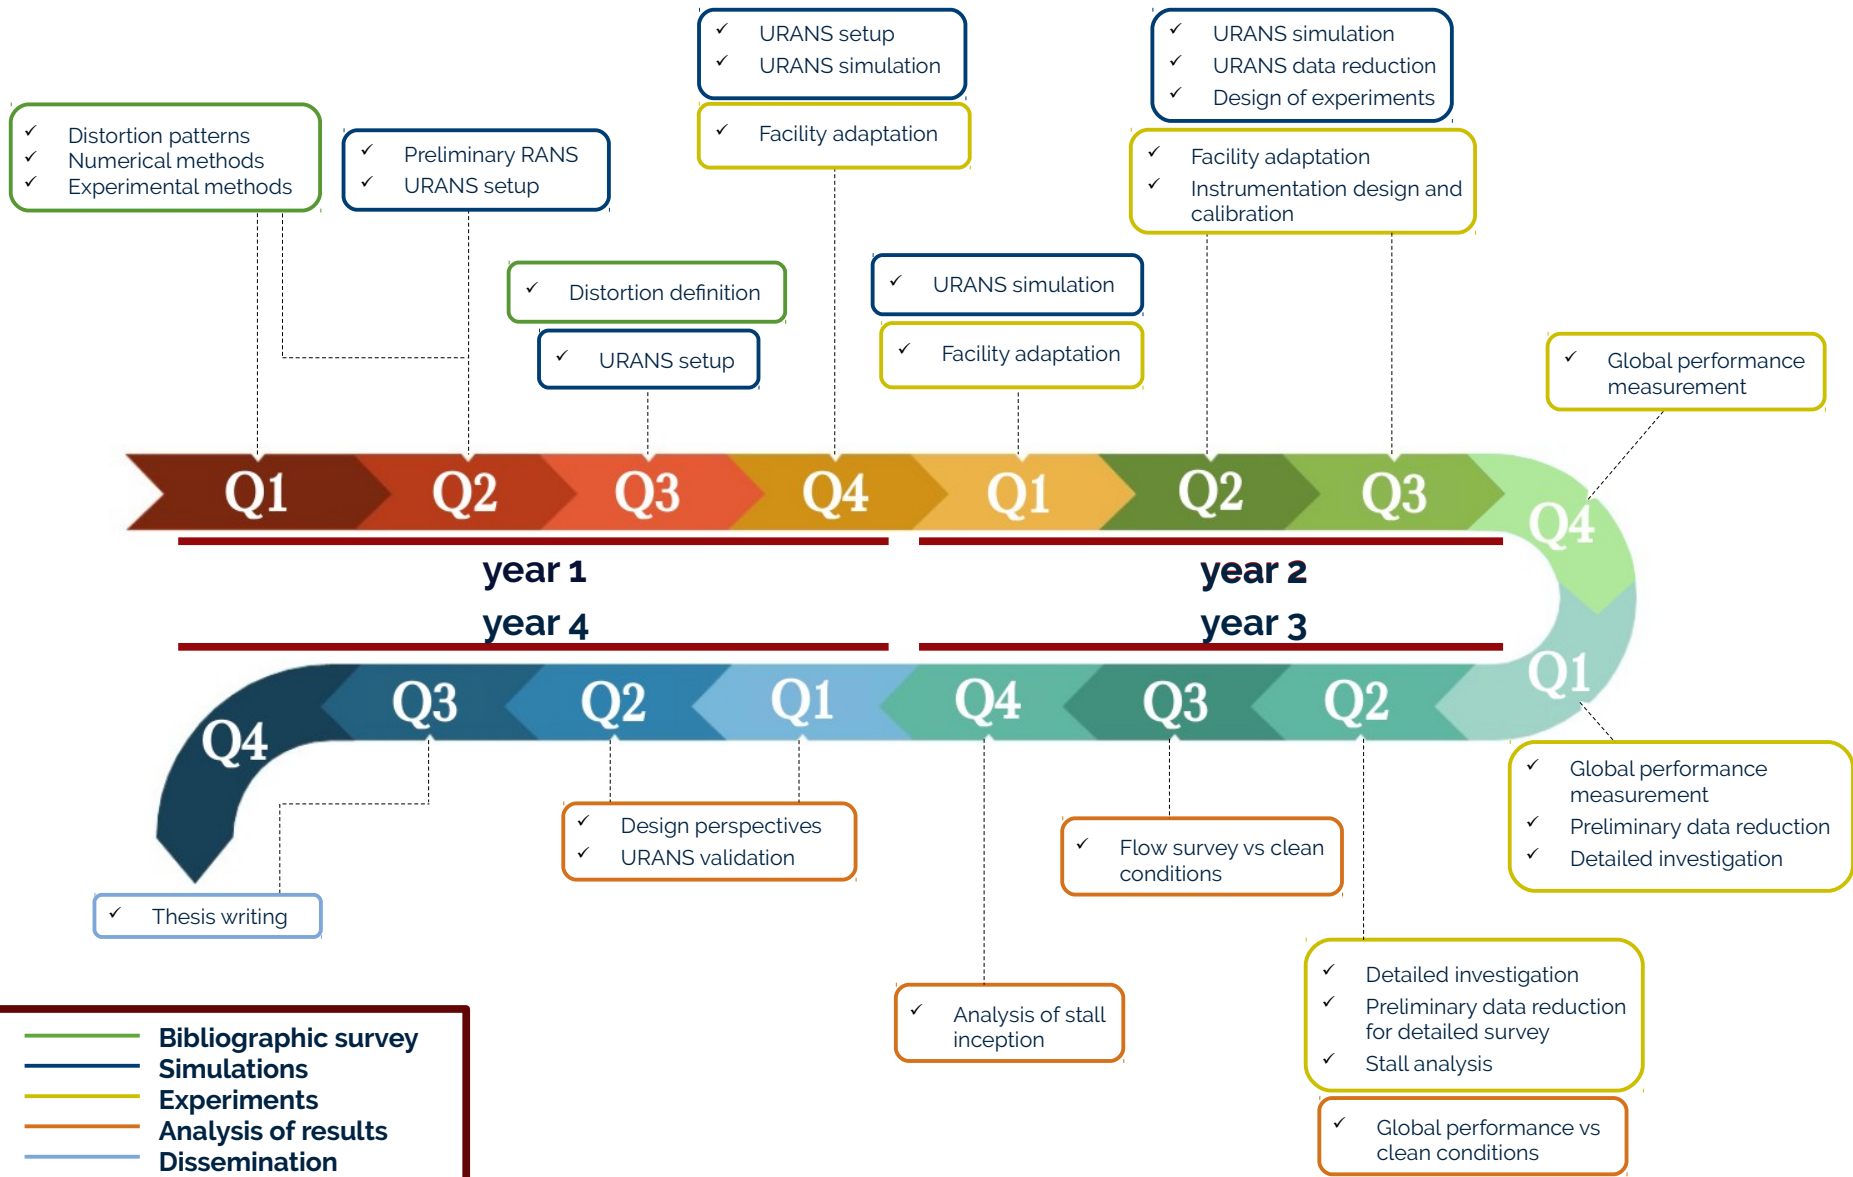 URANS setup
URANS simulation
Facility adaptation
URANS simulation
URANS data reduction
Design of experiments
Facility adaptation
Instrumentation design and
calibration
Distortion patterns
Numerical methods
Experimental methods
Preliminary RANS
URANS setup
Distortion definition
URANS setup
URANS simulation
Facility adaptation
Global performance
measurement
Q1
Q2
Q3
Q4
Q1
Q2
Q3
Q4
year 1
year 2
year 4
year 3
Q4
Q3
Q2
Q1
Q4
Q3
Q2
Q1
Global performance
measurement
Preliminary data reduction
Detailed investigation
Design perspectives
URANS validation
Flow survey vs clean
conditions
Thesis writing
Detailed investigation
Preliminary data reduction
for detailed survey
Stall analysis
Analysis of stall
inception
Global performance vs
clean conditions
Bibliographic survey
Simulations
Experiments
Analysis of results
Dissemination